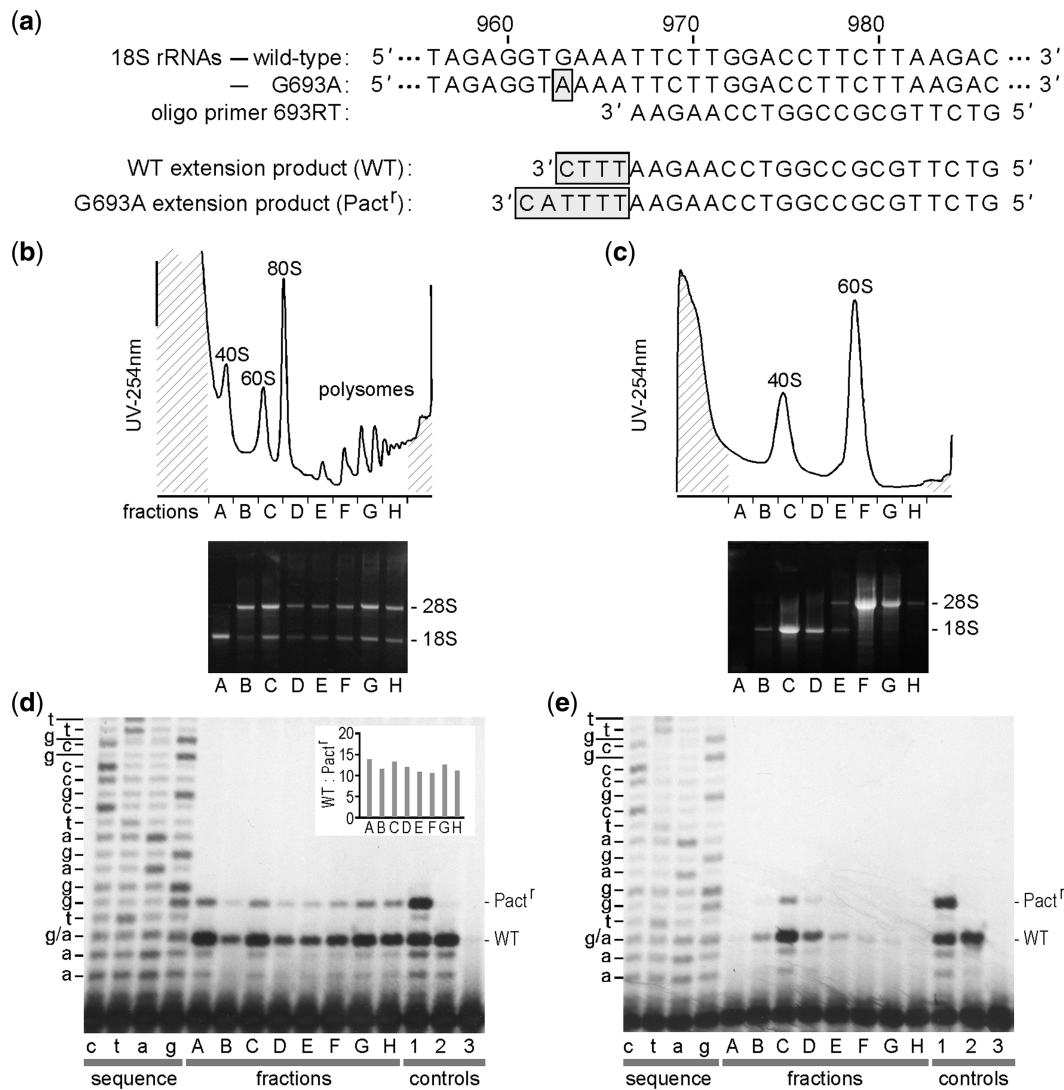 (a)
960 970 980
18S rRNAs — wild-type: 5′ ··· TAGAGGTGAAATTCTTGGACCTTCTTAAGAC ··· 3′
— G693A: 5′ ··· TAGAGGTAAAATTCTTGGACCTTCTTAAGAC ··· 3′
oligo primer 693RT: 3′ AAGAACCTGGCCGCGTTCTG 5′
WT extension product (WT): 3′ CTTTAAGAACCTGGCCGCGTTCTG 5′
G693A extension product (Pactʳ): 3′ CATTTTAAGAACCTGGCCGCGTTCTG 5′
(b)
UV-254nm
40S
60S
80S
polysomes
fractions A B C D E F G H
- 28S
- 18S
A B C D E F G H
(c)
UV-254nm
40S
60S
A B C D E F G H
- 28S
- 18S
A B C D E F G H
(d)
t
t
g
c
g
c
c
g
c
t
a
g
a
g
g
t
g/a
a
a
WT : Pactʳ
20
15
10
5
0
A B C D E F G H
- Pactʳ
- WT
c t a g A B C D E F G H 1 2 3
sequence fractions controls
(e)
t
t
g
c
g
c
c
g
c
t
a
g
a
g
g
t
g/a
a
a
- Pactʳ
- WT
c t a g A B C D E F G H 1 2 3
sequence fractions controls